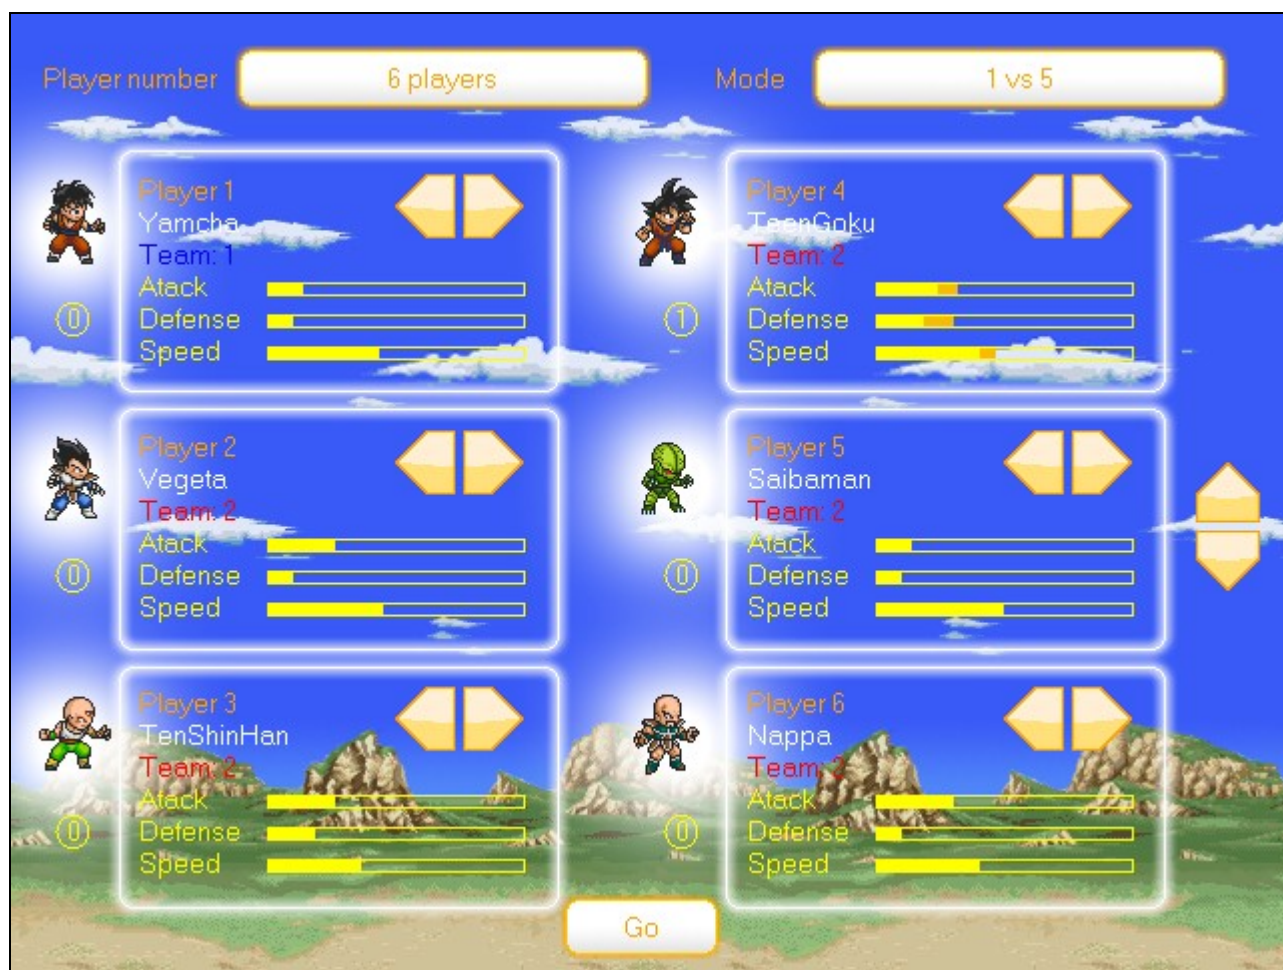 Player number 6 players Mode 1 vs 5
Player 1
Yamcha
Team: 1
Atack
0 Defense
Speed
Player 4
TeenGoku
Team: 2
Atack
1 Defense
Speed
Player 2
Vegeta
Team: 2
Atack
0 Defense
Speed
Player 5
Saibaman
Team: 2
Atack
0 Defense
Speed
Player 3
TenShinHan
Team: 2
Atack
0 Defense
Speed
Player 6
Nappa
Team: 2
Atack
0 Defense
Speed
Go